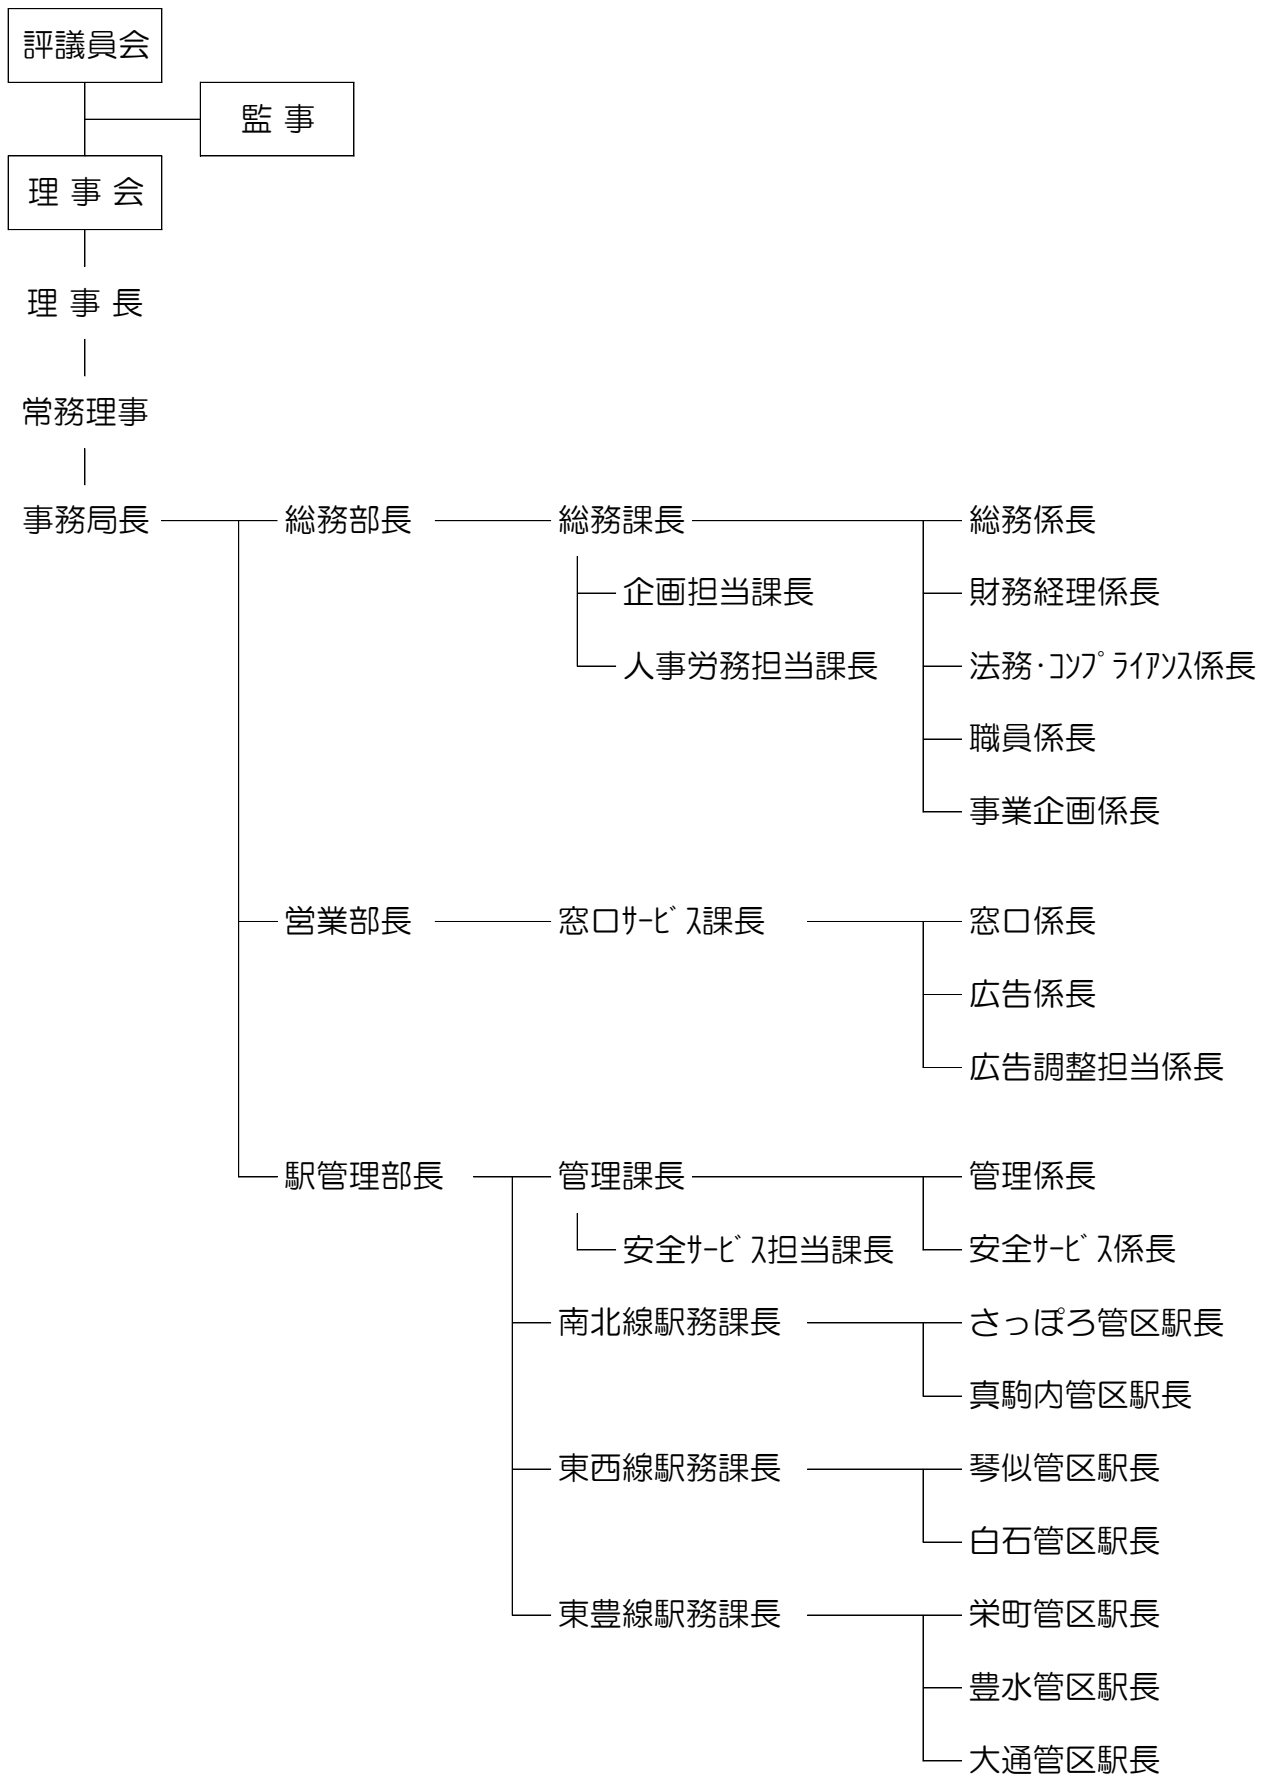 評議員会
監 事
理 事 会
理 事 長
常務理事
事務局長 総務部長 総務課長 総務係長
企画担当課長 財務経理係長
人事労務担当課長 法務・ｺﾝﾌﾟﾗｲｱﾝｽ係長
職員係長
事業企画係長
営業部長 窓口ｻｰﾋﾞｽ課長 窓口係長
広告係長
広告調整担当係長
駅管理部長 管理課長 管理係長
安全ｻｰﾋﾞｽ担当課長 安全ｻｰﾋﾞｽ係長
南北線駅務課長 さっぽろ管区駅長
真駒内管区駅長
東西線駅務課長 琴似管区駅長
白石管区駅長
東豊線駅務課長 栄町管区駅長
豊水管区駅長
大通管区駅長